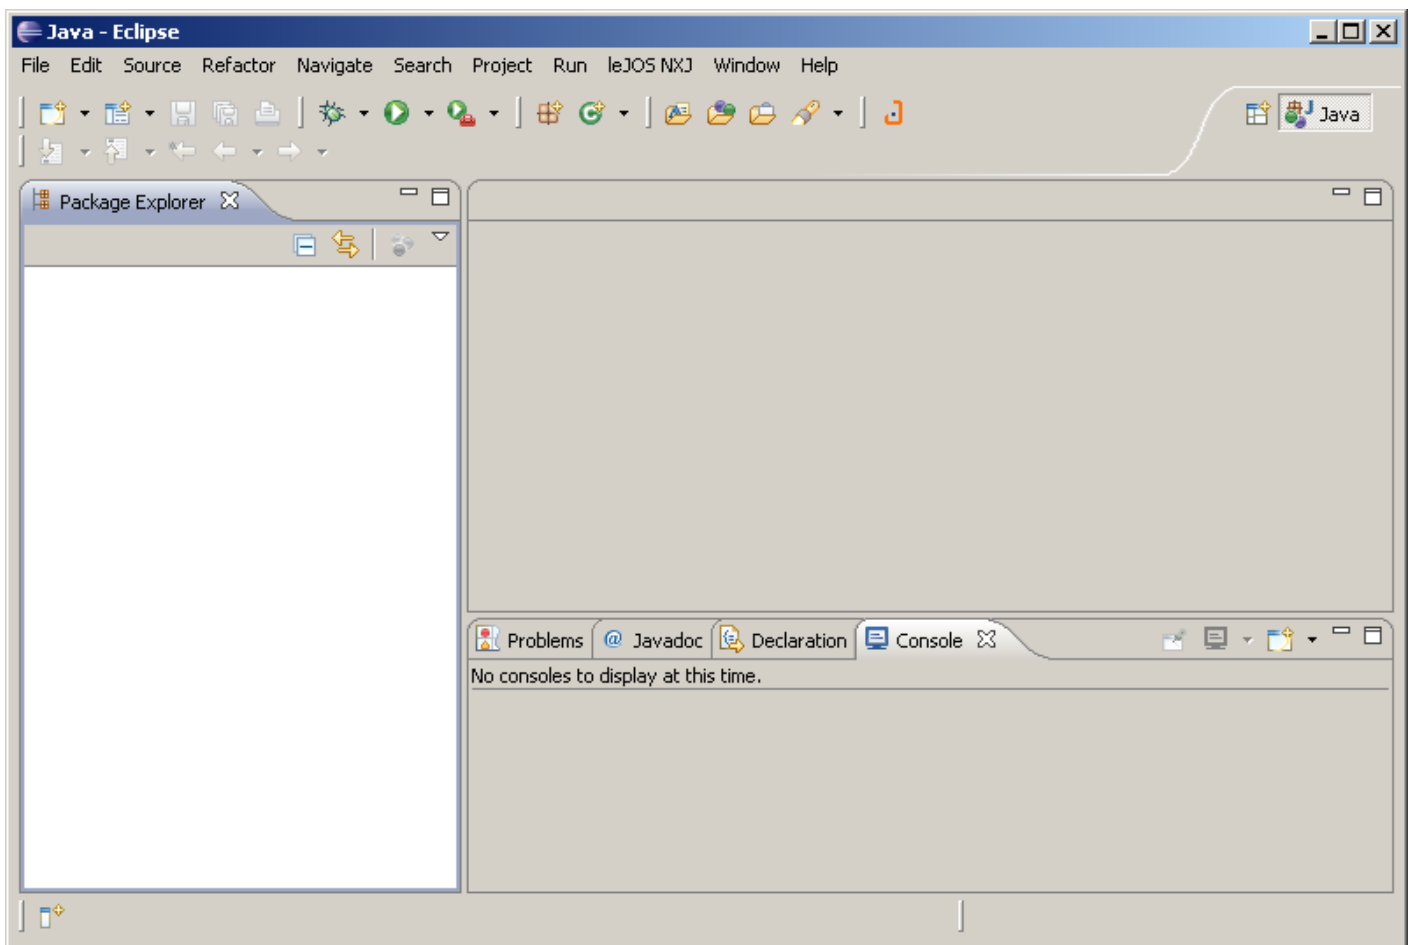 Java - Eclipse
File Edit Source Refactor Navigate Search Project Run leJOS NXJ Window Help
Java
Package Explorer
Problems @ Javadoc Declaration Console
No consoles to display at this time.